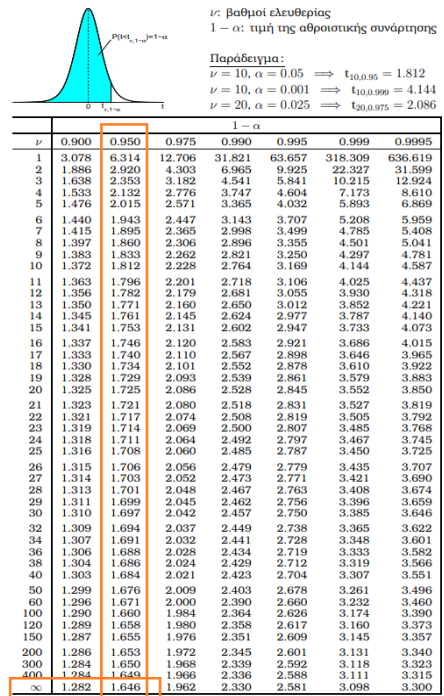 P(t<t_{ν,1−α})=1−α
0 t_{ν,1−α} t
ν: βαθμοί ελευθερίας
1 − α: τιμή της αθροιστικής συνάρτησης
Παράδειγμα:
ν = 10, α = 0.05 ⟹ t_{10,0.95} = 1.812
ν = 10, α = 0.001 ⟹ t_{10,0.999} = 4.144
ν = 20, α = 0.025 ⟹ t_{20,0.975} = 2.086
1 − α
ν 0.900 0.950 0.975 0.990 0.995 0.999 0.9995
1 3.078 6.314 12.706 31.821 63.657 318.309 636.619
2 1.886 2.920 4.303 6.965 9.925 22.327 31.599
3 1.638 2.353 3.182 4.541 5.841 10.215 12.924
4 1.533 2.132 2.776 3.747 4.604 7.173 8.610
5 1.476 2.015 2.571 3.365 4.032 5.893 6.869
6 1.440 1.943 2.447 3.143 3.707 5.208 5.959
7 1.415 1.895 2.365 2.998 3.499 4.785 5.408
8 1.397 1.860 2.306 2.896 3.355 4.501 5.041
9 1.383 1.833 2.262 2.821 3.250 4.297 4.781
10 1.372 1.812 2.228 2.764 3.169 4.144 4.587
11 1.363 1.796 2.201 2.718 3.106 4.025 4.437
12 1.356 1.782 2.179 2.681 3.055 3.930 4.318
13 1.350 1.771 2.160 2.650 3.012 3.852 4.221
14 1.345 1.761 2.145 2.624 2.977 3.787 4.140
15 1.341 1.753 2.131 2.602 2.947 3.733 4.073
16 1.337 1.746 2.120 2.583 2.921 3.686 4.015
17 1.333 1.740 2.110 2.567 2.898 3.646 3.965
18 1.330 1.734 2.101 2.552 2.878 3.610 3.922
19 1.328 1.729 2.093 2.539 2.861 3.579 3.883
20 1.325 1.725 2.086 2.528 2.845 3.552 3.850
21 1.323 1.721 2.080 2.518 2.831 3.527 3.819
22 1.321 1.717 2.074 2.508 2.819 3.505 3.792
23 1.319 1.714 2.069 2.500 2.807 3.485 3.768
24 1.318 1.711 2.064 2.492 2.797 3.467 3.745
25 1.316 1.708 2.060 2.485 2.787 3.450 3.725
26 1.315 1.706 2.056 2.479 2.779 3.435 3.707
27 1.314 1.703 2.052 2.473 2.771 3.421 3.690
28 1.313 1.701 2.048 2.467 2.763 3.408 3.674
29 1.311 1.699 2.045 2.462 2.756 3.396 3.659
30 1.310 1.697 2.042 2.457 2.750 3.385 3.646
32 1.309 1.694 2.037 2.449 2.738 3.365 3.622
34 1.307 1.691 2.032 2.441 2.728 3.348 3.601
36 1.306 1.688 2.028 2.434 2.719 3.333 3.582
38 1.304 1.686 2.024 2.429 2.712 3.319 3.566
40 1.303 1.684 2.021 2.423 2.704 3.307 3.551
50 1.299 1.676 2.009 2.403 2.678 3.261 3.496
60 1.296 1.671 2.000 2.390 2.660 3.232 3.460
100 1.290 1.660 1.984 2.364 2.626 3.174 3.390
120 1.289 1.658 1.980 2.358 2.617 3.160 3.373
150 1.287 1.655 1.976 2.351 2.609 3.145 3.357
200 1.286 1.653 1.972 2.345 2.601 3.131 3.340
300 1.284 1.650 1.968 2.339 2.592 3.118 3.323
400 1.284 1.649 1.966 2.336 2.588 3.111 3.315
∞ 1.282 1.646 1.962 2.330 2.581 3.098 3.300